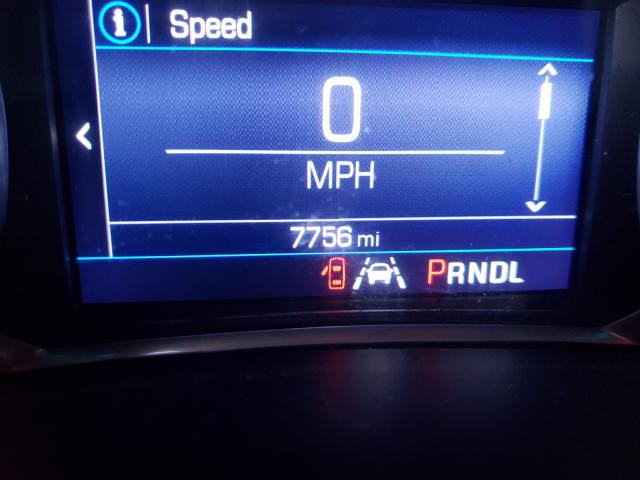 i Speed
0
MPH
7756 mi
PRNDL